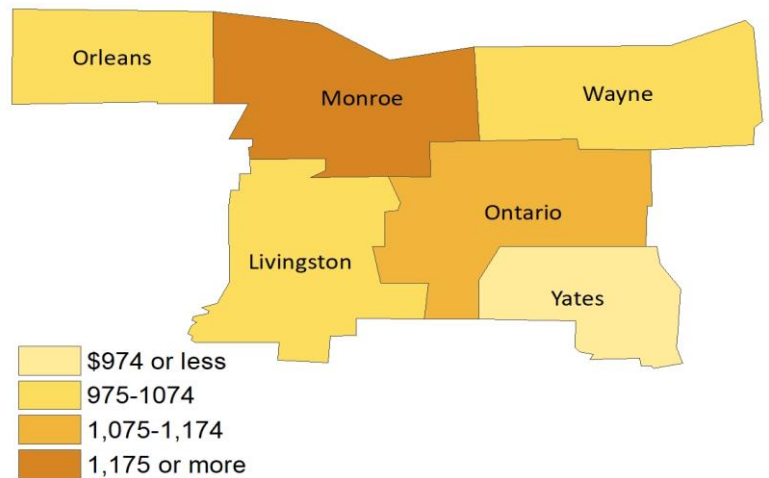 Orleans
Monroe
Wayne
Ontario
Livingston
Yates
$974 or less
975-1074
1,075-1,174
1,175 or more